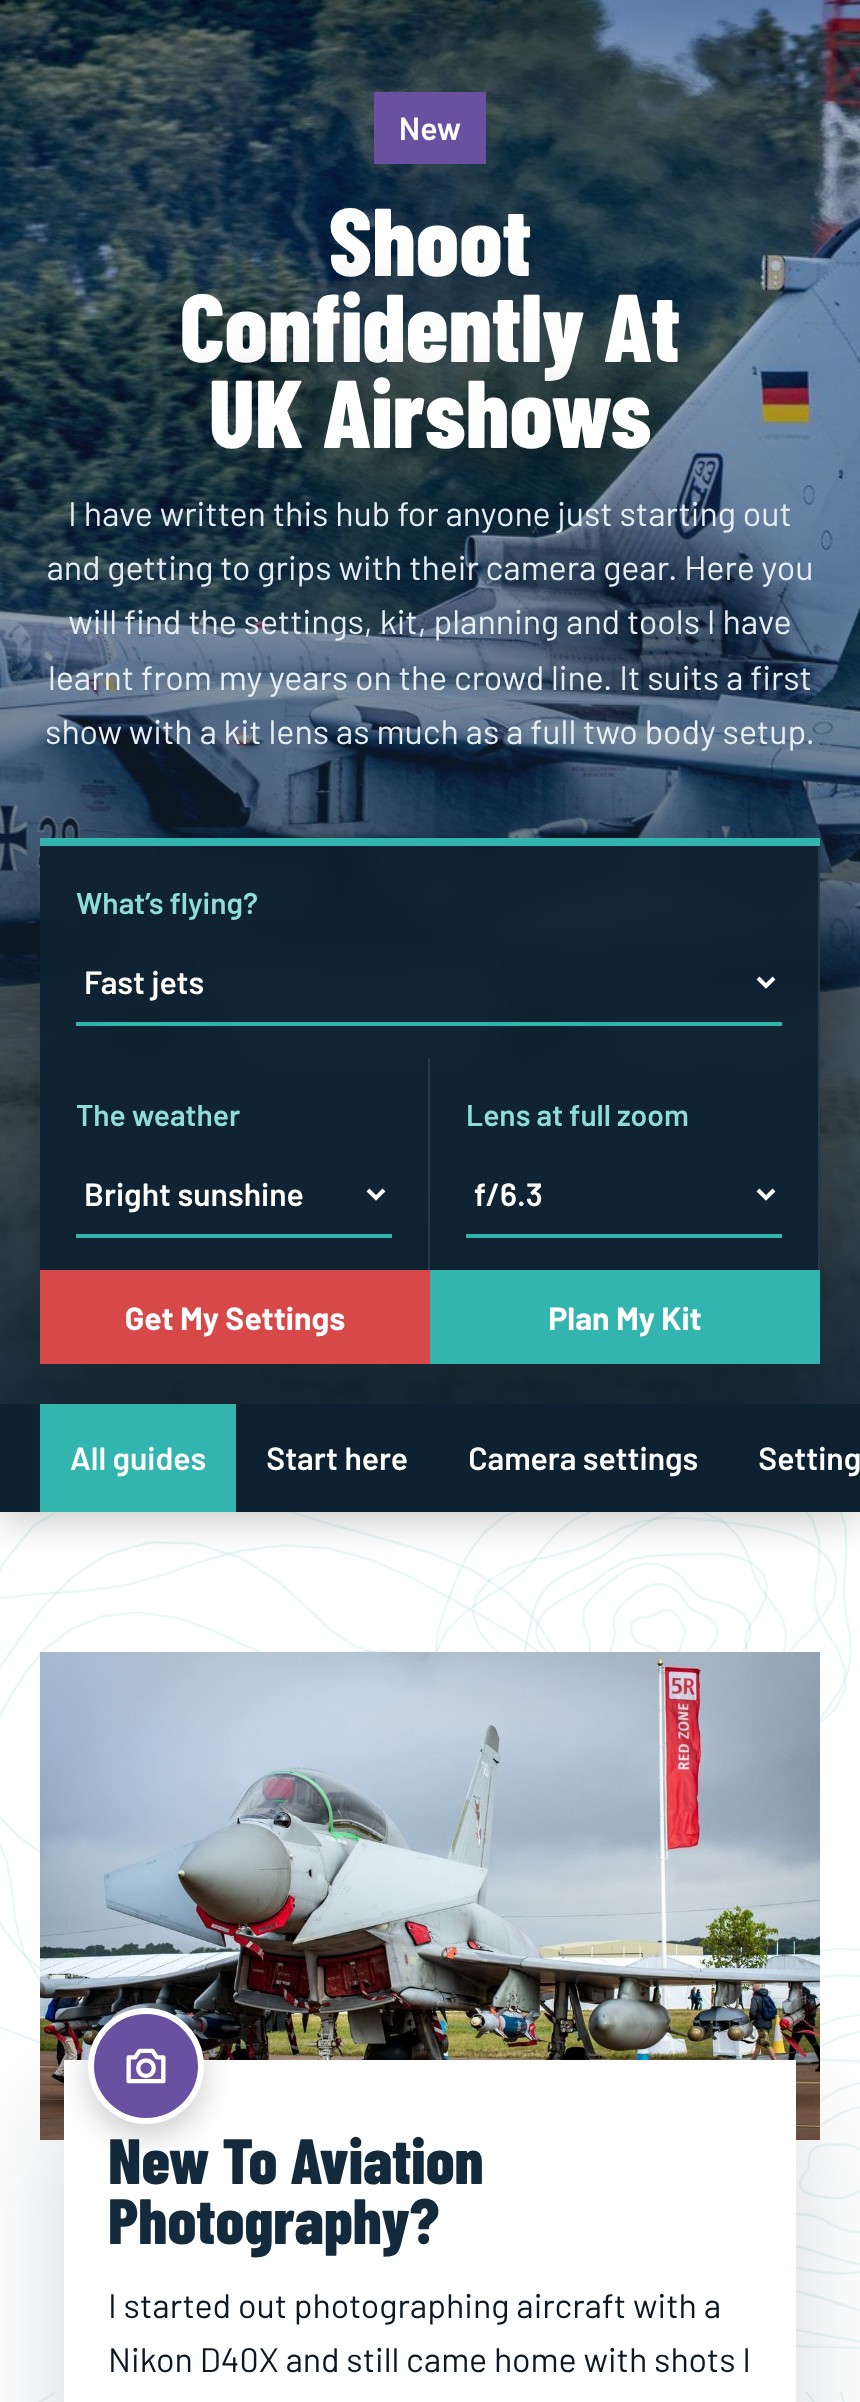 New
Shoot
Confidently At
UK Airshows
33
I have written this hub for anyone just starting out
and getting to grips with their camera gear. Here you
will find the settings, kit, planning and tools I have
learnt from my years on the crowd line. It suits a first
show with a kit lens as much as a full two body setup.
What's flying?
Fast jets
The weather
Lens at full zoom
Bright sunshine
f/6.3
Get My Settings
Plan My Kit
All guides
Start here
Camera settings
Setting
5R
RED ZONE
New To Aviation
Photography?
I started out photographing aircraft with a
Nikon D40X and still came home with shots I